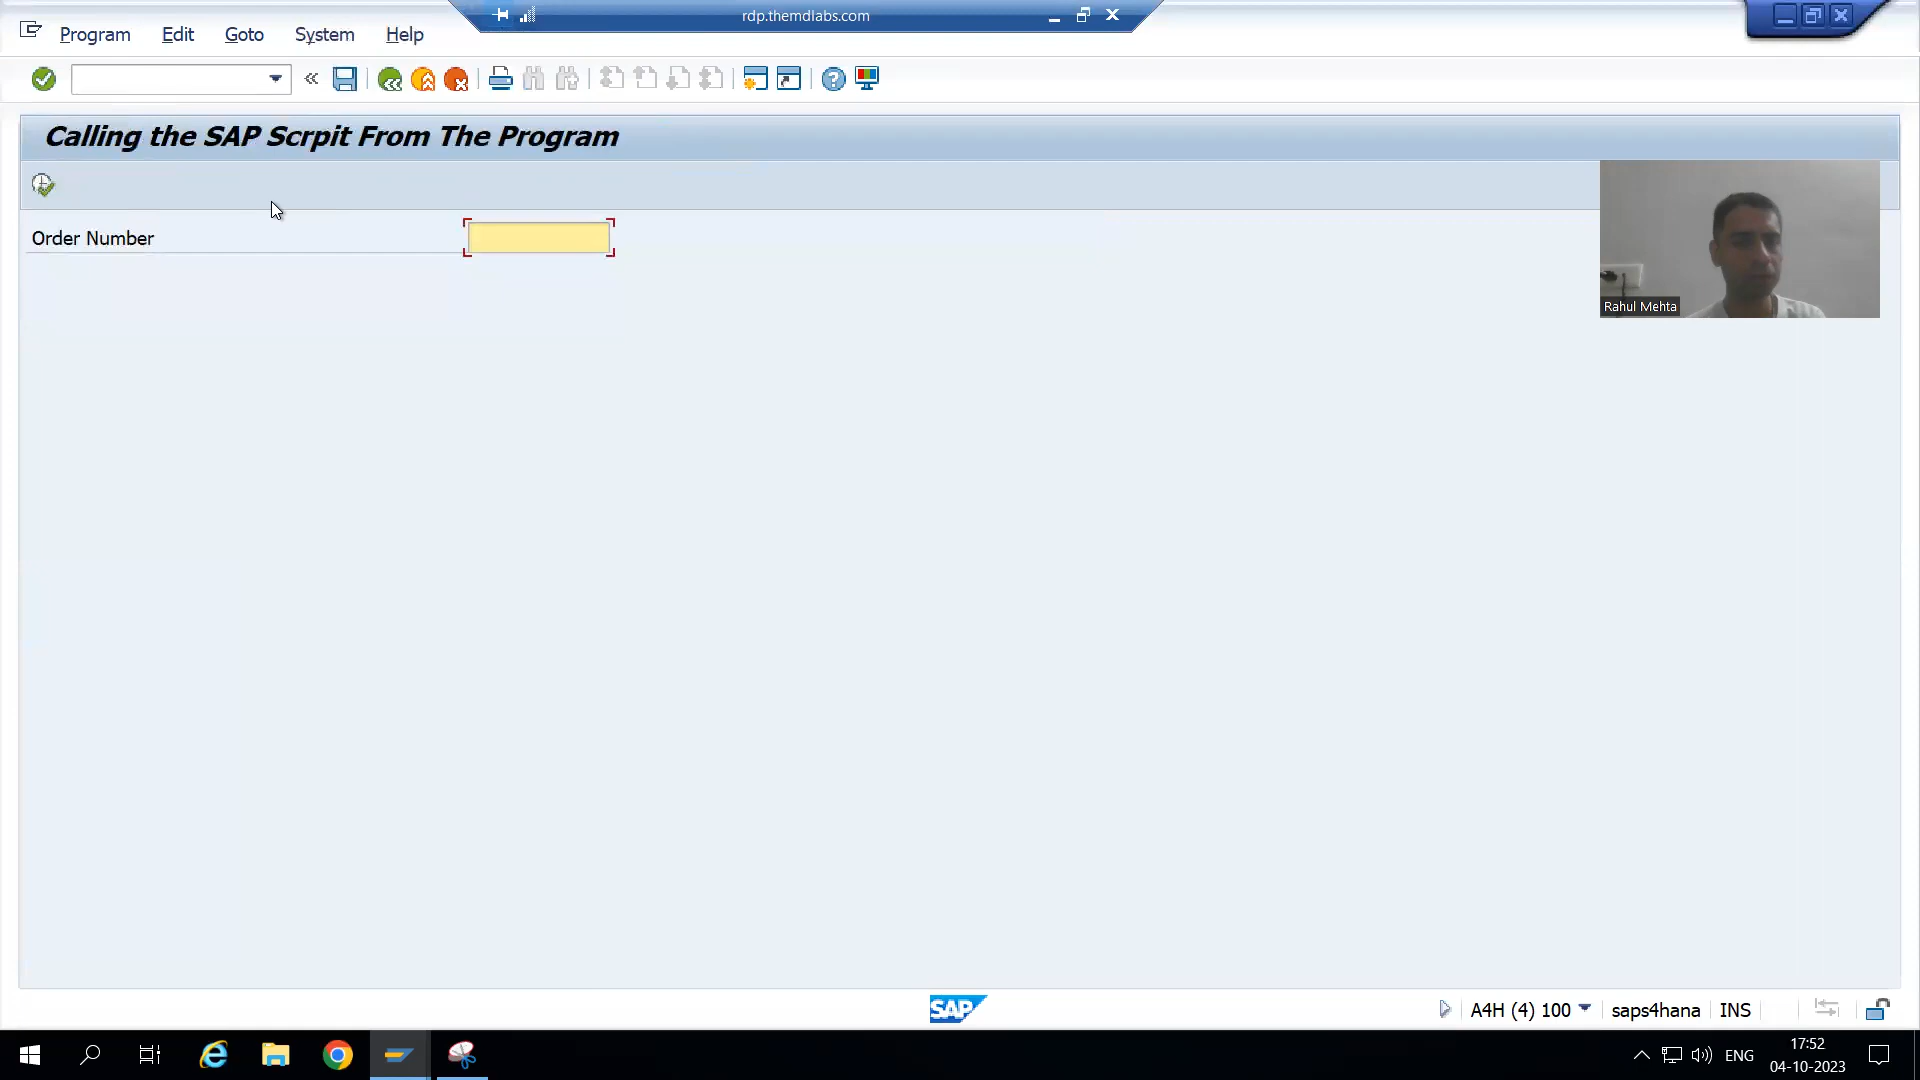 rdp.themdlabs.com
Program Edit Goto System Help
Calling the SAP Scrpit From The Program
Order Number
Rahul Mehta
SAP
A4H (4) 100 saps4hana INS
ENG
17:52
04-10-2023